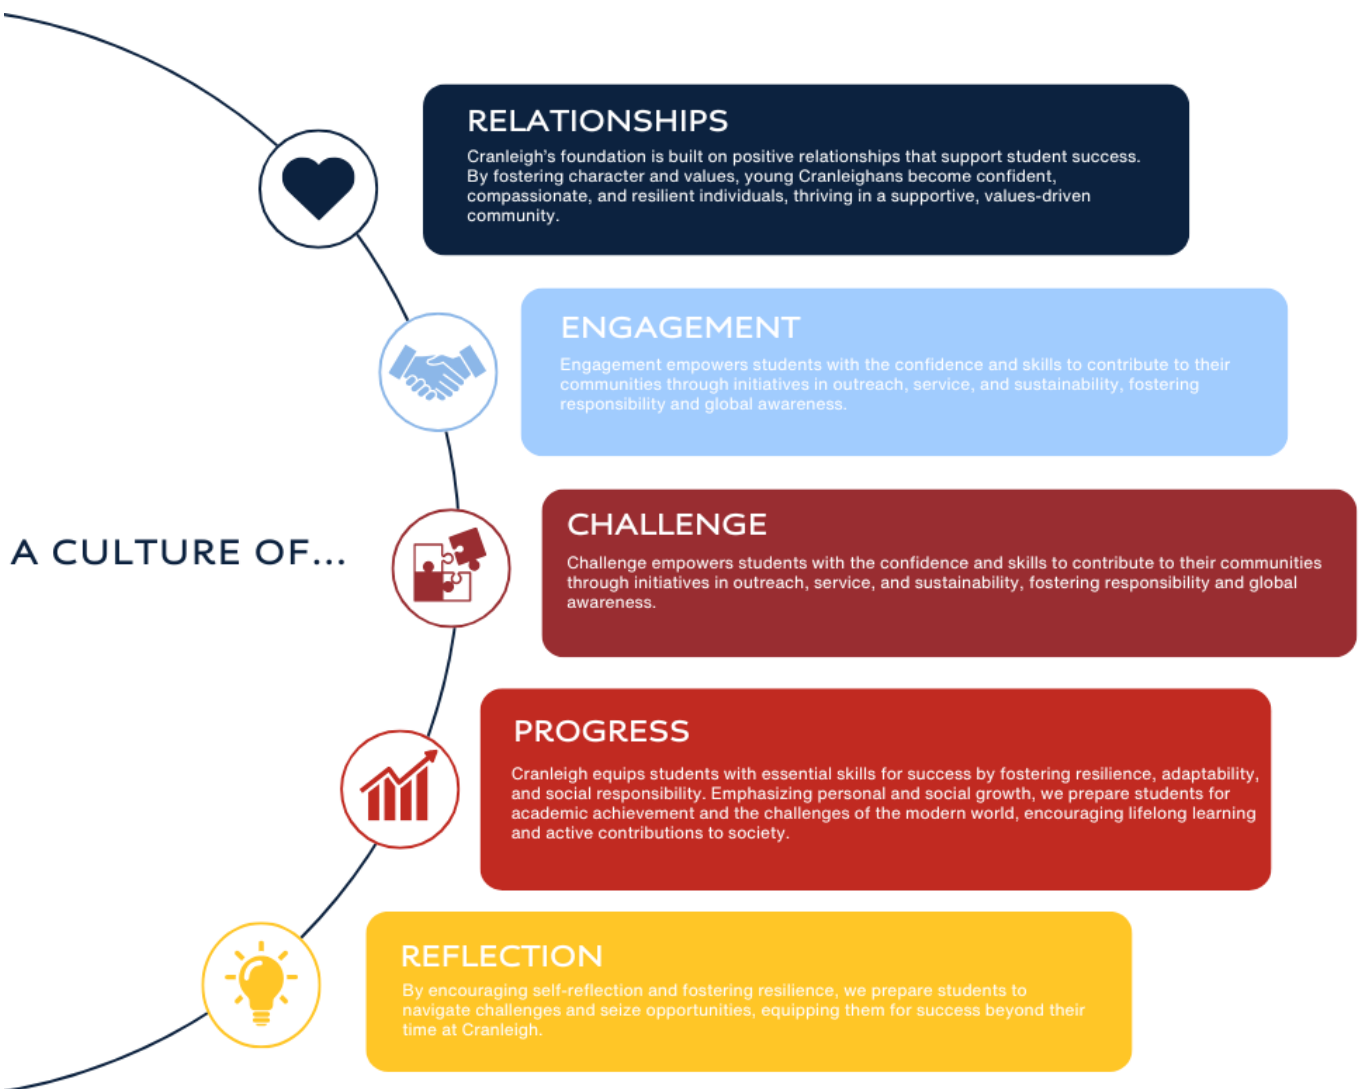 RELATIONSHIPS
Cranleigh's foundation is built on positive relationships that support student success.
By fostering character and values, young Cranleighans become confident,
compassionate, and resilient individuals, thriving in a supportive, values-driven
community.
ENGAGEMENT
Engagement empowers students with the confidence and skills to contribute to their
communities through initiatives in outreach, service, and sustainability, fostering
responsibility and global awareness.
A CULTURE OF...
CHALLENGE
Challenge empowers students with the confidence and skills to contribute to their communities
through initiatives in outreach, service, and sustainability, fostering responsibility and global
awareness.
PROGRESS
Cranleigh equips students with essential skills for success by fostering resilience, adaptability,
and social responsibility. Emphasizing personal and social growth, we prepare students for
academic achievement and the challenges of the modern world, encouraging lifelong learning
and active contributions to society.
REFLECTION
By encouraging self-reflection and fostering resilience, we prepare students to
navigate challenges and seize opportunities, equipping them for success beyond their
time at Cranleigh.